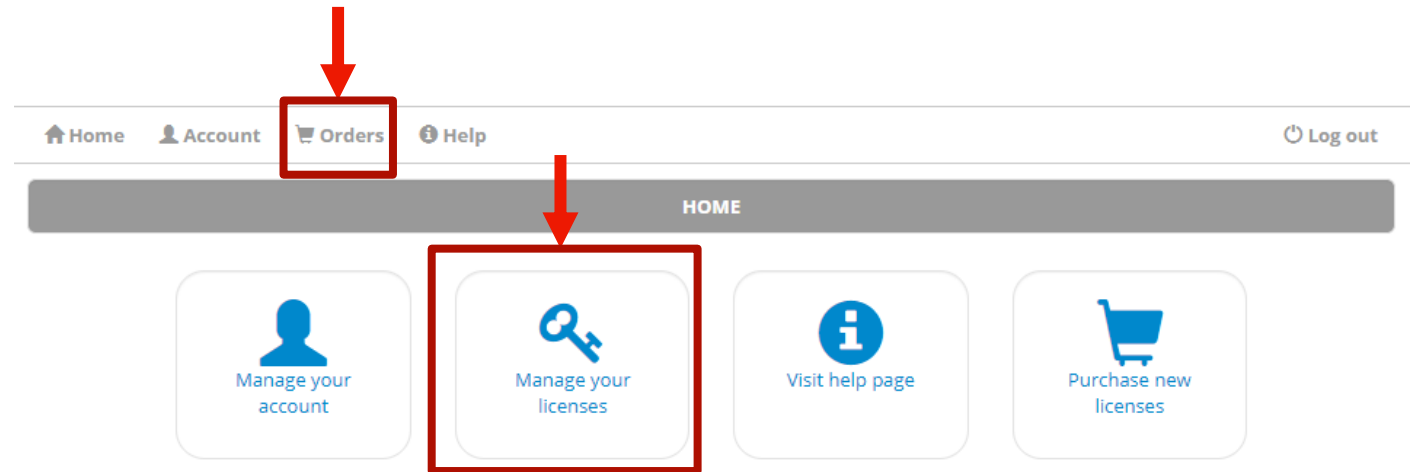 Home Account Orders Help Log out
HOME
Manage your
account
Manage your
licenses
Visit help page
Purchase new
licenses